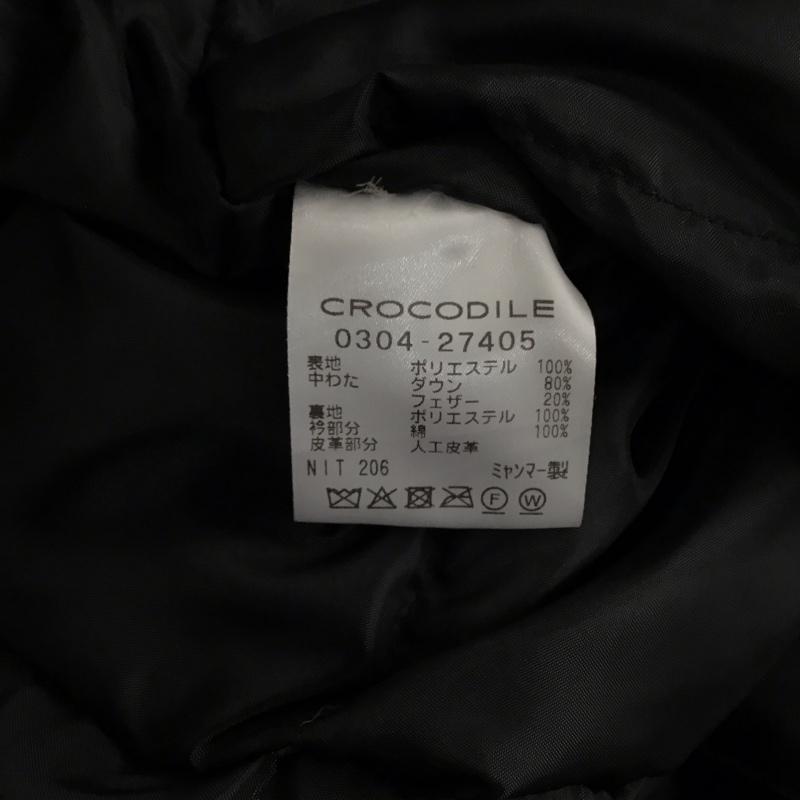 CROCODILE
0304-27405
表地 ポリエステル 100%
中わた ダウン 80%
フェザー 20%
裏地 ポリエステル 100%
衿部分 綿 100%
皮革部分 人工皮革
NIT 206 ミャンマー製
F W